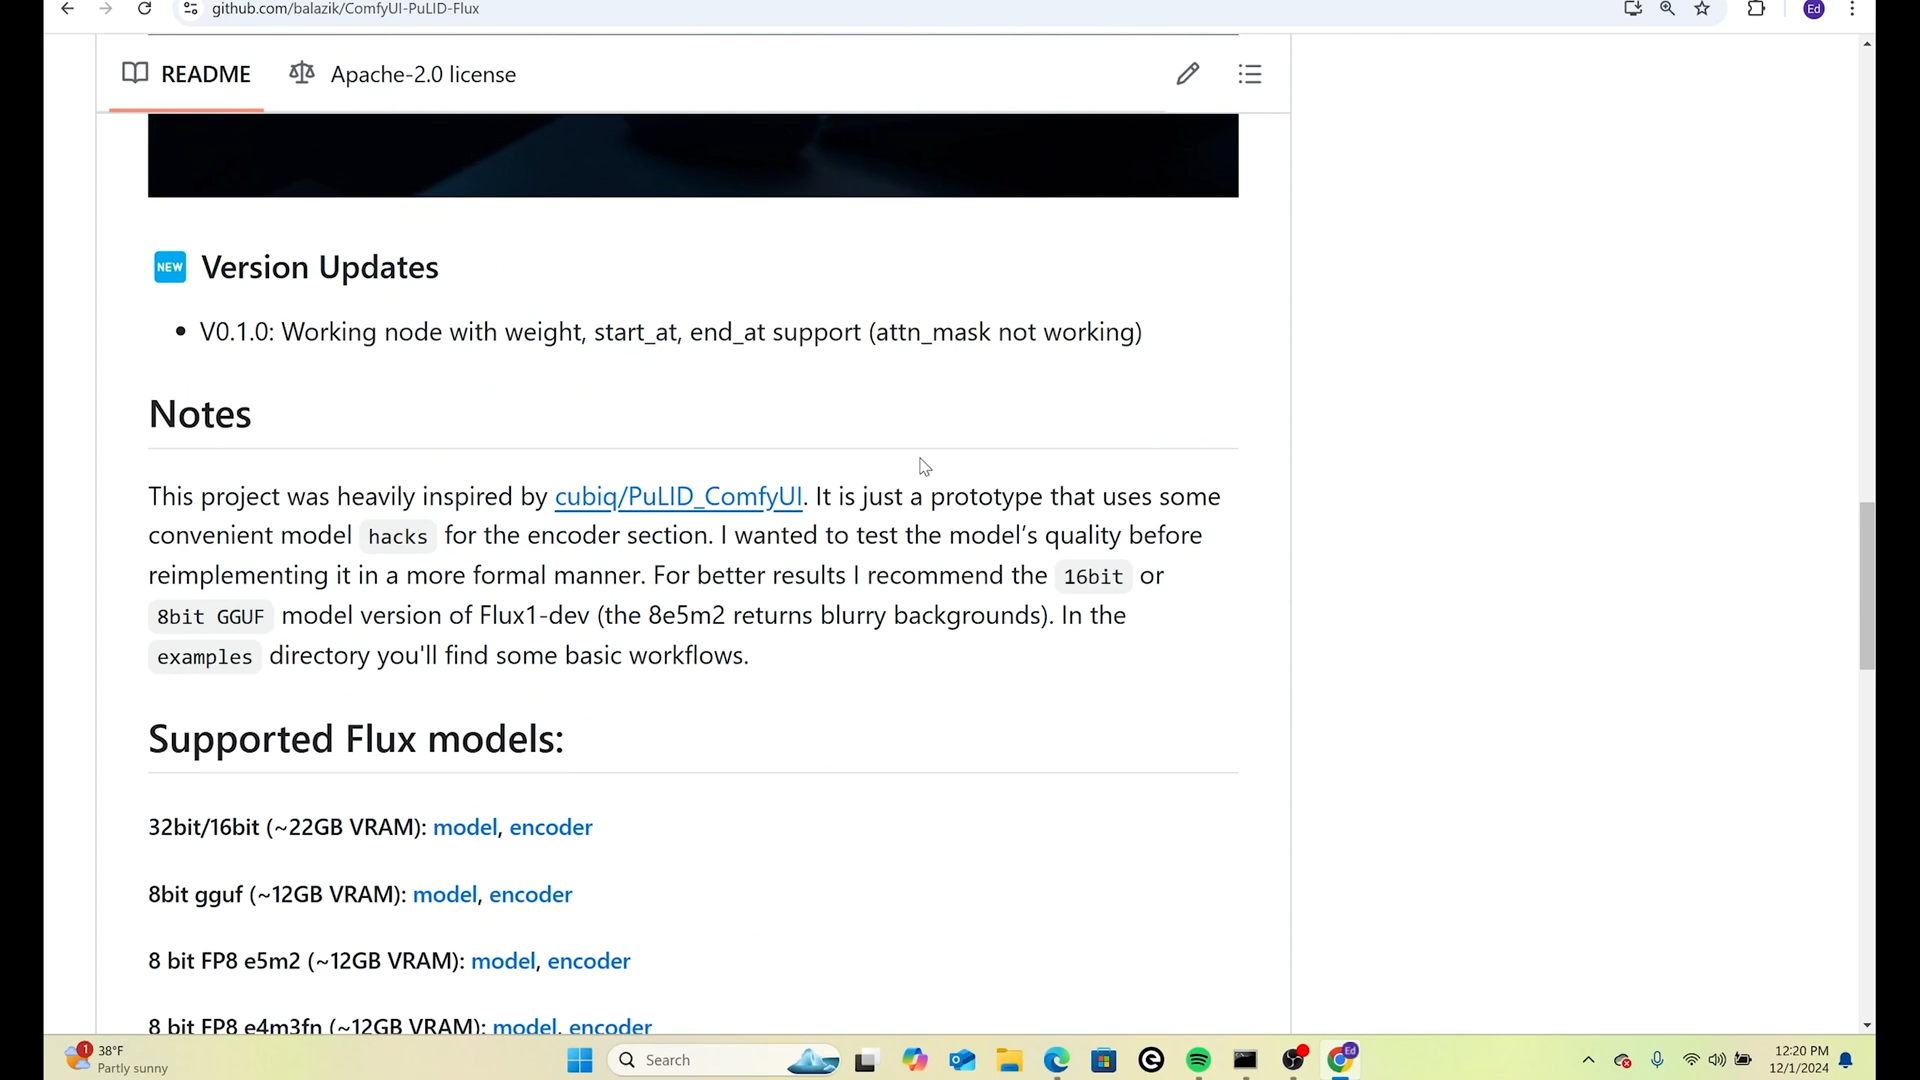 github.com/balazik/ComfyUI-PuLID-Flux
Ed
README
Apache-2.0 license
NEW Version Updates
• V0.1.0: Working node with weight, start_at, end_at support (attn_mask not working)
Notes
This project was heavily inspired by cubiq/PuLID_ComfyUI. It is just a prototype that uses some
convenient model hacks for the encoder section. I wanted to test the model’s quality before
reimplementing it in a more formal manner. For better results I recommend the 16bit or
8bit GGUF model version of Flux1-dev (the 8e5m2 returns blurry backgrounds). In the
examples directory you'll find some basic workflows.
Supported Flux models:
32bit/16bit (~22GB VRAM): model, encoder
8bit gguf (~12GB VRAM): model, encoder
8 bit FP8 e5m2 (~12GB VRAM): model, encoder
8 bit FP8 e4m3fn (~12GB VRAM): model, encoder
1
38°F
Partly sunny
Search
Ed
12:20 PM
12/1/2024